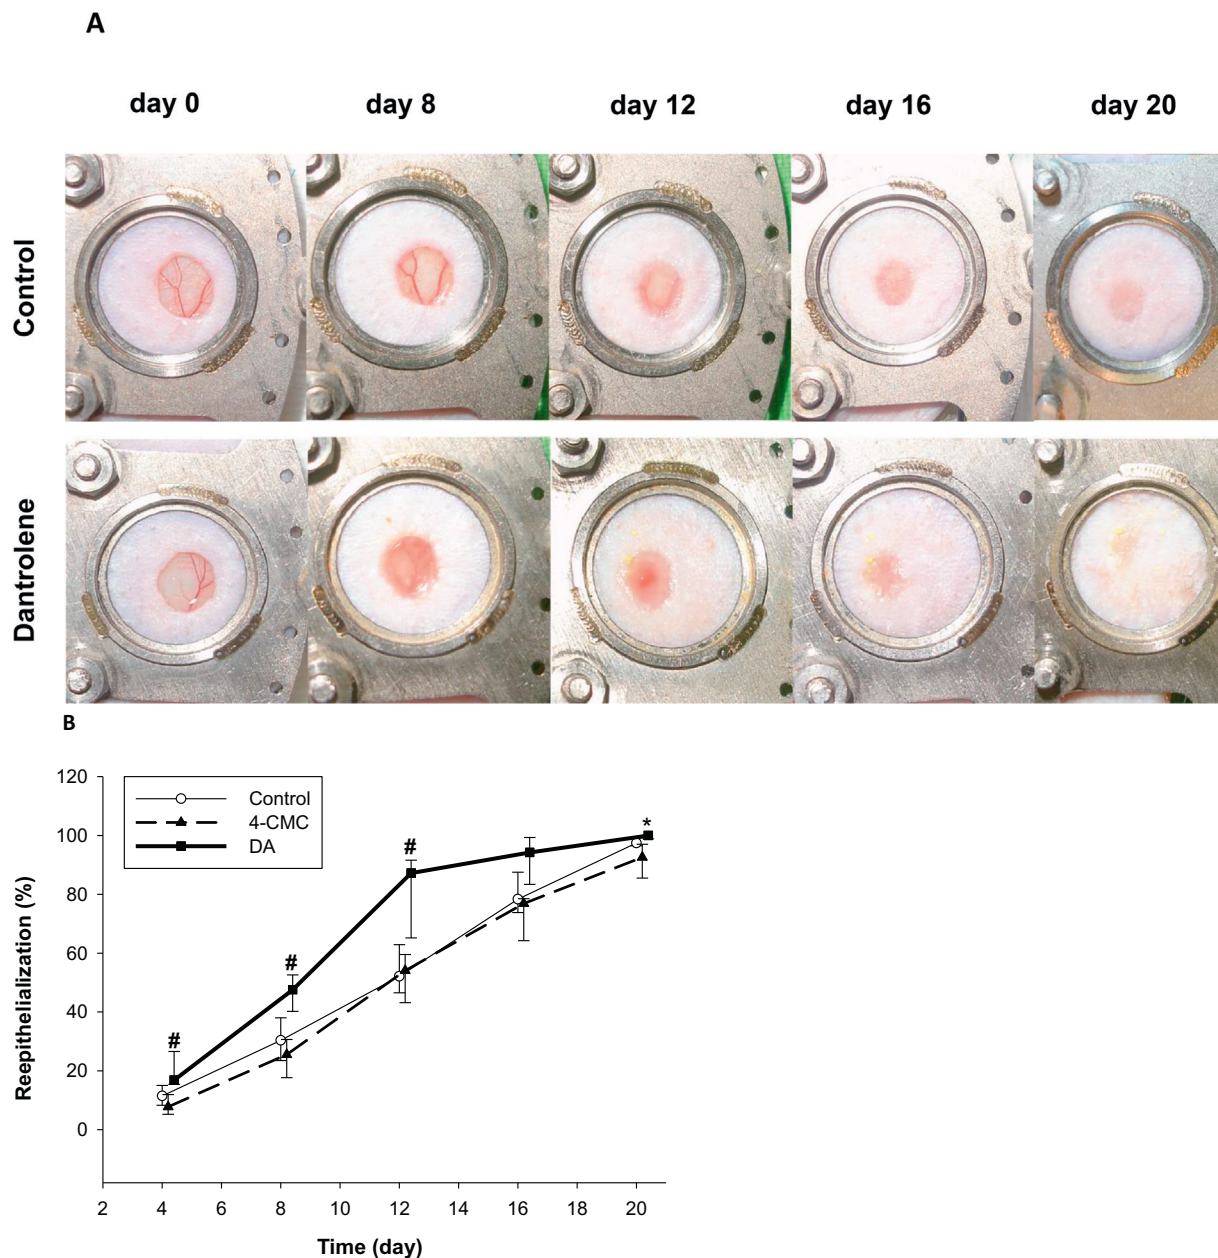 A
day 0 day 8 day 12 day 16 day 20
Control
Dantrolene
B
120
100
80
60
40
20
0
Reepithelialization (%)
Control
4-CMC
DA
#
#
#
*
2 4 6 8 10 12 14 16 18 20
Time (day)